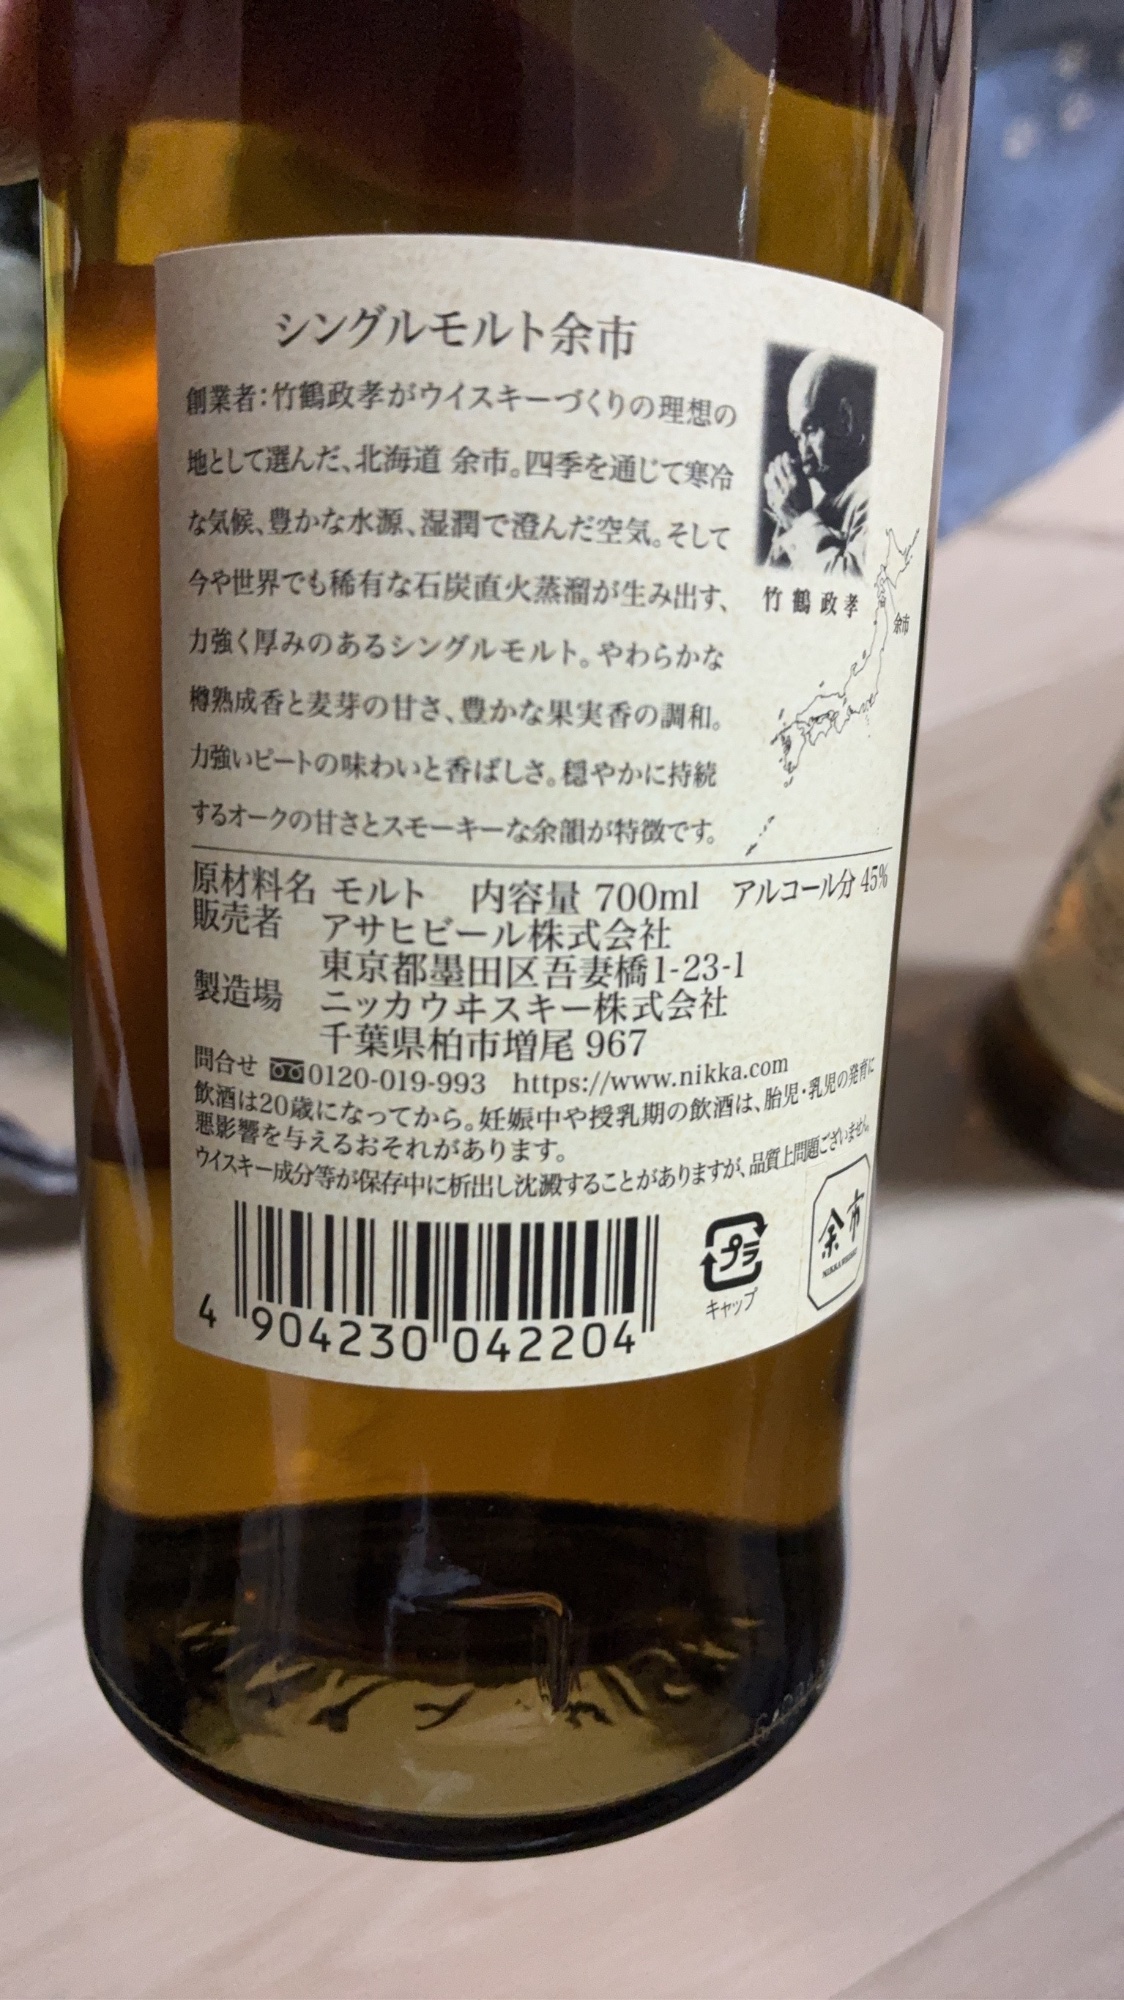 シングルモルト余市
創業者：竹鶴政孝がウイスキーづくりの理想の
地として選んだ、北海道 余市。四季を通じて寒冷
な気候、豊かな水源、湿潤で澄んだ空気。そして
今や世界でも稀有な石炭直火蒸溜が生み出す、
力強く厚みのあるシングルモルト。やわらかな
樽熟成香と麦芽の甘さ、豊かな果実香の調和。
力強いピートの味わいと香ばしさ。穏やかに持続
するオークの甘さとスモーキーな余韻が特徴です。
竹鶴政孝
余市
原材料名 モルト 内容量 700ml アルコール分 45%
販売者 アサヒビール株式会社
東京都墨田区吾妻橋1-23-1
製造場 ニッカウヰスキー株式会社
千葉県柏市増尾 967
問合せ 0120-019-993 https://www.nikka.com
飲酒は20歳になってから。妊娠中や授乳期の飲酒は、胎児・乳児の発育に
悪影響を与えるおそれがあります。
ウイスキー成分等が保存中に析出し沈澱することがありますが、品質上問題ございません。
4 904230 042204
プラ
キャップ
余市
NIKKA WHISKY